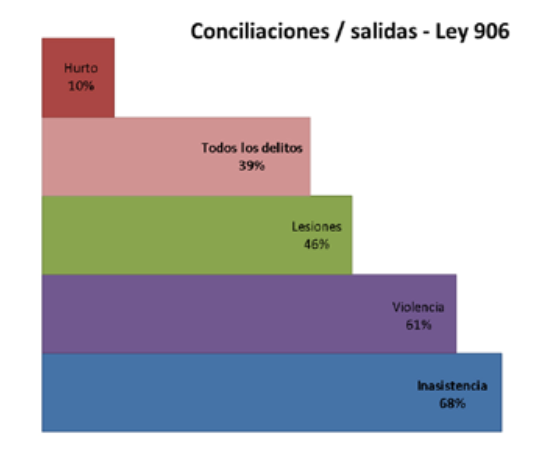 Conciliaciones / salidas - Ley 906
Hurto
10%
Todos los delitos
39%
Lesiones
46%
Violencia
61%
Inasistencia
68%